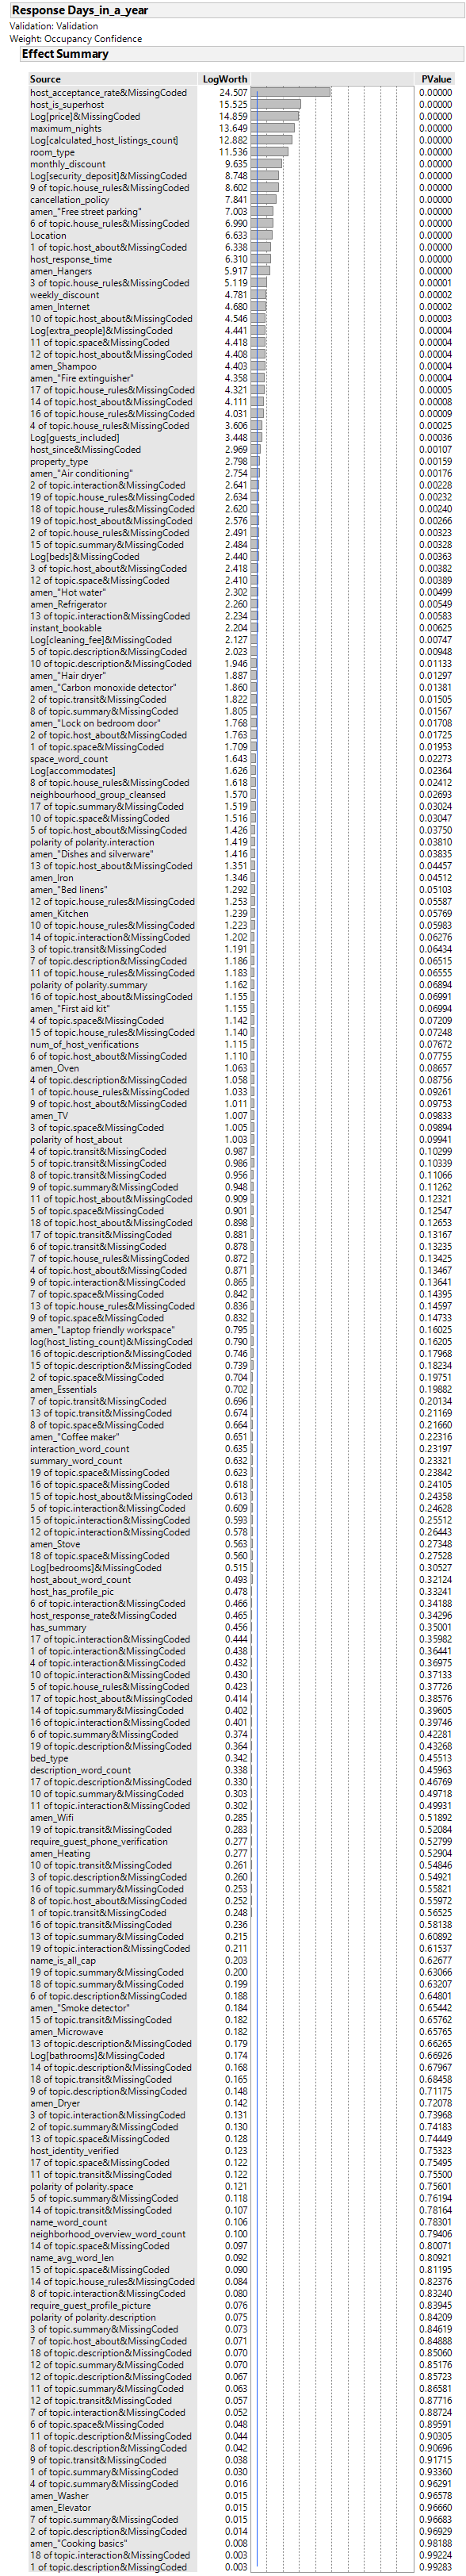 Response Days_in_a_year
Validation: Validation
Weight: Occupancy Confidence
Effect Summary
Source LogWorth PValue
host_acceptance_rate&MissingCoded 24.507 0.00000
host_is_superhost 15.525 0.00000
Log[price]&MissingCoded 14.859 0.00000
maximum_nights 13.649 0.00000
Log[calculated_host_listings_count] 12.882 0.00000
room_type 11.536 0.00000
monthly_discount 9.635 0.00000
Log[security_deposit]&MissingCoded 8.748 0.00000
9 of topic.house_rules&MissingCoded 8.602 0.00000
cancellation_policy 7.841 0.00000
amen_"Free street parking" 7.003 0.00000
6 of topic.house_rules&MissingCoded 6.990 0.00000
Location 6.633 0.00000
1 of topic.host_about&MissingCoded 6.338 0.00000
host_response_time 6.310 0.00000
amen_Hangers 5.917 0.00000
3 of topic.house_rules&MissingCoded 5.119 0.00001
weekly_discount 4.781 0.00002
amen_Internet 4.680 0.00002
10 of topic.host_about&MissingCoded 4.546 0.00003
Log[extra_people]&MissingCoded 4.441 0.00004
11 of topic.space&MissingCoded 4.418 0.00004
12 of topic.host_about&MissingCoded 4.408 0.00004
amen_Shampoo 4.403 0.00004
amen_"Fire extinguisher" 4.358 0.00004
17 of topic.house_rules&MissingCoded 4.321 0.00005
14 of topic.host_about&MissingCoded 4.111 0.00008
16 of topic.house_rules&MissingCoded 4.031 0.00009
4 of topic.house_rules&MissingCoded 3.606 0.00025
Log[guests_included] 3.448 0.00036
host_since&MissingCoded 2.969 0.00107
property_type 2.798 0.00159
amen_"Air conditioning" 2.754 0.00176
2 of topic.interaction&MissingCoded 2.641 0.00228
19 of topic.house_rules&MissingCoded 2.634 0.00232
18 of topic.house_rules&MissingCoded 2.620 0.00240
19 of topic.host_about&MissingCoded 2.576 0.00266
2 of topic.house_rules&MissingCoded 2.491 0.00323
15 of topic.summary&MissingCoded 2.484 0.00328
Log[beds]&MissingCoded 2.440 0.00363
3 of topic.host_about&MissingCoded 2.418 0.00382
12 of topic.space&MissingCoded 2.410 0.00389
amen_"Hot water" 2.302 0.00499
amen_Refrigerator 2.260 0.00549
13 of topic.interaction&MissingCoded 2.234 0.00583
instant_bookable 2.204 0.00625
Log[cleaning_fee]&MissingCoded 2.127 0.00747
5 of topic.description&MissingCoded 2.023 0.00948
10 of topic.description&MissingCoded 1.946 0.01133
amen_"Hair dryer" 1.887 0.01297
amen_"Carbon monoxide detector" 1.860 0.01381
2 of topic.transit&MissingCoded 1.822 0.01505
8 of topic.summary&MissingCoded 1.805 0.01567
amen_"Lock on bedroom door" 1.768 0.01708
2 of topic.host_about&MissingCoded 1.763 0.01725
1 of topic.space&MissingCoded 1.709 0.01953
space_word_count 1.643 0.02273
Log[accommodates] 1.626 0.02364
8 of topic.house_rules&MissingCoded 1.618 0.02412
neighbourhood_group_cleansed 1.570 0.02693
17 of topic.summary&MissingCoded 1.519 0.03024
10 of topic.space&MissingCoded 1.516 0.03047
5 of topic.host_about&MissingCoded 1.426 0.03750
polarity of polarity.interaction 1.419 0.03810
amen_"Dishes and silverware" 1.416 0.03835
13 of topic.host_about&MissingCoded 1.351 0.04457
amen_Iron 1.346 0.04512
amen_"Bed linens" 1.292 0.05103
12 of topic.house_rules&MissingCoded 1.253 0.05587
amen_Kitchen 1.239 0.05769
10 of topic.house_rules&MissingCoded 1.223 0.05983
14 of topic.interaction&MissingCoded 1.202 0.06276
3 of topic.transit&MissingCoded 1.191 0.06434
7 of topic.description&MissingCoded 1.186 0.06515
11 of topic.house_rules&MissingCoded 1.183 0.06555
polarity of polarity.summary 1.162 0.06894
16 of topic.host_about&MissingCoded 1.155 0.06991
amen_"First aid kit" 1.155 0.06994
4 of topic.space&MissingCoded 1.142 0.07209
15 of topic.house_rules&MissingCoded 1.140 0.07248
num_of_host_verifications 1.115 0.07672
6 of topic.host_about&MissingCoded 1.110 0.07755
amen_Oven 1.063 0.08657
4 of topic.description&MissingCoded 1.058 0.08756
1 of topic.house_rules&MissingCoded 1.033 0.09261
9 of topic.host_about&MissingCoded 1.011 0.09753
amen_TV 1.007 0.09833
3 of topic.space&MissingCoded 1.005 0.09894
polarity of host_about 1.003 0.09941
4 of topic.transit&MissingCoded 0.987 0.10299
5 of topic.transit&MissingCoded 0.986 0.10339
8 of topic.transit&MissingCoded 0.956 0.11066
9 of topic.summary&MissingCoded 0.948 0.11262
11 of topic.host_about&MissingCoded 0.909 0.12321
5 of topic.space&MissingCoded 0.901 0.12547
18 of topic.host_about&MissingCoded 0.898 0.12653
17 of topic.transit&MissingCoded 0.881 0.13167
6 of topic.transit&MissingCoded 0.878 0.13235
7 of topic.house_rules&MissingCoded 0.872 0.13425
4 of topic.host_about&MissingCoded 0.871 0.13467
9 of topic.interaction&MissingCoded 0.865 0.13641
7 of topic.space&MissingCoded 0.842 0.14395
13 of topic.house_rules&MissingCoded 0.836 0.14597
9 of topic.space&MissingCoded 0.832 0.14733
amen_"Laptop friendly workspace" 0.795 0.16025
log(host_listing_count)&MissingCoded 0.790 0.16205
16 of topic.description&MissingCoded 0.746 0.17968
15 of topic.description&MissingCoded 0.739 0.18234
2 of topic.space&MissingCoded 0.704 0.19751
amen_Essentials 0.702 0.19882
7 of topic.transit&MissingCoded 0.696 0.20134
13 of topic.transit&MissingCoded 0.674 0.21169
8 of topic.space&MissingCoded 0.664 0.21660
amen_"Coffee maker" 0.651 0.22316
interaction_word_count 0.635 0.23197
summary_word_count 0.632 0.23321
19 of topic.space&MissingCoded 0.623 0.23842
16 of topic.space&MissingCoded 0.618 0.24105
15 of topic.host_about&MissingCoded 0.613 0.24358
5 of topic.interaction&MissingCoded 0.609 0.24628
15 of topic.interaction&MissingCoded 0.593 0.25512
12 of topic.interaction&MissingCoded 0.578 0.26443
amen_Stove 0.563 0.27348
18 of topic.space&MissingCoded 0.560 0.27528
Log[bedrooms]&MissingCoded 0.515 0.30527
host_about_word_count 0.493 0.32124
host_has_profile_pic 0.478 0.33241
6 of topic.interaction&MissingCoded 0.466 0.34188
host_response_rate&MissingCoded 0.465 0.34296
has_summary 0.456 0.35001
17 of topic.interaction&MissingCoded 0.444 0.35982
1 of topic.interaction&MissingCoded 0.438 0.36441
4 of topic.interaction&MissingCoded 0.432 0.36975
10 of topic.interaction&MissingCoded 0.430 0.37133
5 of topic.house_rules&MissingCoded 0.423 0.37726
17 of topic.host_about&MissingCoded 0.414 0.38576
14 of topic.summary&MissingCoded 0.402 0.39605
16 of topic.interaction&MissingCoded 0.401 0.39746
6 of topic.summary&MissingCoded 0.374 0.42281
19 of topic.description&MissingCoded 0.364 0.43268
bed_type 0.342 0.45513
description_word_count 0.338 0.45963
17 of topic.description&MissingCoded 0.330 0.46769
10 of topic.summary&MissingCoded 0.303 0.49718
11 of topic.interaction&MissingCoded 0.302 0.49931
amen_Wifi 0.285 0.51892
19 of topic.transit&MissingCoded 0.283 0.52084
require_guest_phone_verification 0.277 0.52799
amen_Heating 0.277 0.52904
10 of topic.transit&MissingCoded 0.261 0.54846
3 of topic.description&MissingCoded 0.260 0.54921
16 of topic.summary&MissingCoded 0.253 0.55821
8 of topic.host_about&MissingCoded 0.252 0.55972
1 of topic.transit&MissingCoded 0.248 0.56525
16 of topic.transit&MissingCoded 0.236 0.58138
13 of topic.summary&MissingCoded 0.215 0.60892
19 of topic.interaction&MissingCoded 0.211 0.61537
name_is_all_cap 0.203 0.62677
19 of topic.summary&MissingCoded 0.200 0.63066
18 of topic.summary&MissingCoded 0.199 0.63207
6 of topic.description&MissingCoded 0.188 0.64801
amen_"Smoke detector" 0.184 0.65442
15 of topic.transit&MissingCoded 0.182 0.65762
amen_Microwave 0.182 0.65765
13 of topic.description&MissingCoded 0.179 0.66265
Log[bathrooms]&MissingCoded 0.174 0.66926
14 of topic.description&MissingCoded 0.168 0.67967
18 of topic.transit&MissingCoded 0.165 0.68458
9 of topic.description&MissingCoded 0.148 0.71175
amen_Dryer 0.142 0.72078
3 of topic.interaction&MissingCoded 0.131 0.73968
2 of topic.summary&MissingCoded 0.130 0.74183
13 of topic.space&MissingCoded 0.128 0.74449
host_identity_verified 0.123 0.75323
17 of topic.space&MissingCoded 0.122 0.75495
11 of topic.transit&MissingCoded 0.122 0.75500
polarity of polarity.space 0.121 0.75601
5 of topic.summary&MissingCoded 0.118 0.76194
14 of topic.transit&MissingCoded 0.107 0.78164
name_word_count 0.106 0.78301
neighborhood_overview_word_count 0.100 0.79406
14 of topic.space&MissingCoded 0.097 0.80071
name_avg_word_len 0.092 0.80921
15 of topic.space&MissingCoded 0.090 0.81195
14 of topic.house_rules&MissingCoded 0.084 0.82376
8 of topic.interaction&MissingCoded 0.080 0.83240
require_guest_profile_picture 0.076 0.83945
polarity of polarity.description 0.075 0.84209
3 of topic.summary&MissingCoded 0.073 0.84619
7 of topic.host_about&MissingCoded 0.071 0.84888
18 of topic.description&MissingCoded 0.070 0.85060
12 of topic.summary&MissingCoded 0.070 0.85176
12 of topic.description&MissingCoded 0.067 0.85723
11 of topic.summary&MissingCoded 0.063 0.86581
12 of topic.transit&MissingCoded 0.057 0.87716
7 of topic.interaction&MissingCoded 0.052 0.88724
6 of topic.space&MissingCoded 0.048 0.89591
11 of topic.description&MissingCoded 0.044 0.90305
8 of topic.description&MissingCoded 0.042 0.90696
9 of topic.transit&MissingCoded 0.038 0.91715
1 of topic.summary&MissingCoded 0.030 0.93360
4 of topic.summary&MissingCoded 0.016 0.96291
amen_Washer 0.015 0.96578
amen_Elevator 0.015 0.96660
7 of topic.summary&MissingCoded 0.015 0.96683
2 of topic.description&MissingCoded 0.014 0.96929
amen_"Cooking basics" 0.008 0.98188
18 of topic.interaction&MissingCoded 0.003 0.99224
1 of topic.description&MissingCoded 0.003 0.99283